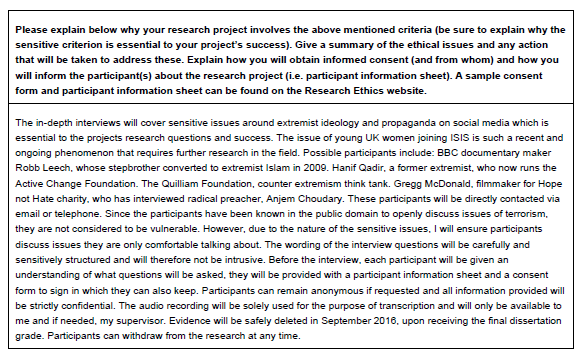 Please explain below why your research project involves the above mentioned criteria (be sure to explain why the
sensitive criterion is essential to your project's success). Give a summary of the ethical issues and any action
that will be taken to address these. Explain how you will obtain informed consent (and from whom) and how you
will inform the participant(s) about the research project (i.e. participant information sheet). A sample consent
form and participant information sheet can be found on the Research Ethics website.
The in-depth interviews will cover sensitive issues around extremist ideology and propaganda on social media which is
essential to the projects research questions and success. The issue of young UK women joining ISIS is such a recent and
ongoing phenomenon that requires further research in the field. Possible participants include: BBC documentary maker
Robb Leech, whose stepbrother converted to extremist Islam in 2009. Hanif Qadir, a former extremist, who now runs the
Active Change Foundation. The Quilliam Foundation, counter extremism think tank. Gregg McDonald, filmmaker for Hope
not Hate charity, who has interviewed radical preacher, Anjem Choudary. These participants will be directly contacted via
email or telephone. Since the participants have been known in the public domain to openly discuss issues of terrorism,
they are not considered to be vulnerable. However, due to the nature of the sensitive issues, I will ensure participants
discuss issues they are only comfortable talking about. The wording of the interview questions will be carefully and
sensitively structured and will therefore not be intrusive. Before the interview, each participant will be given an
understanding of what questions will be asked, they will be provided with a participant information sheet and a consent
form to sign in which they can also keep. Participants can remain anonymous if requested and all information provided will
be strictly confidential. The audio recording will be solely used for the purpose of transcription and will only be available to
me and if needed, my supervisor. Evidence will be safely deleted in September 2016, upon receiving the final dissertation
grade. Participants can withdraw from the research at any time.